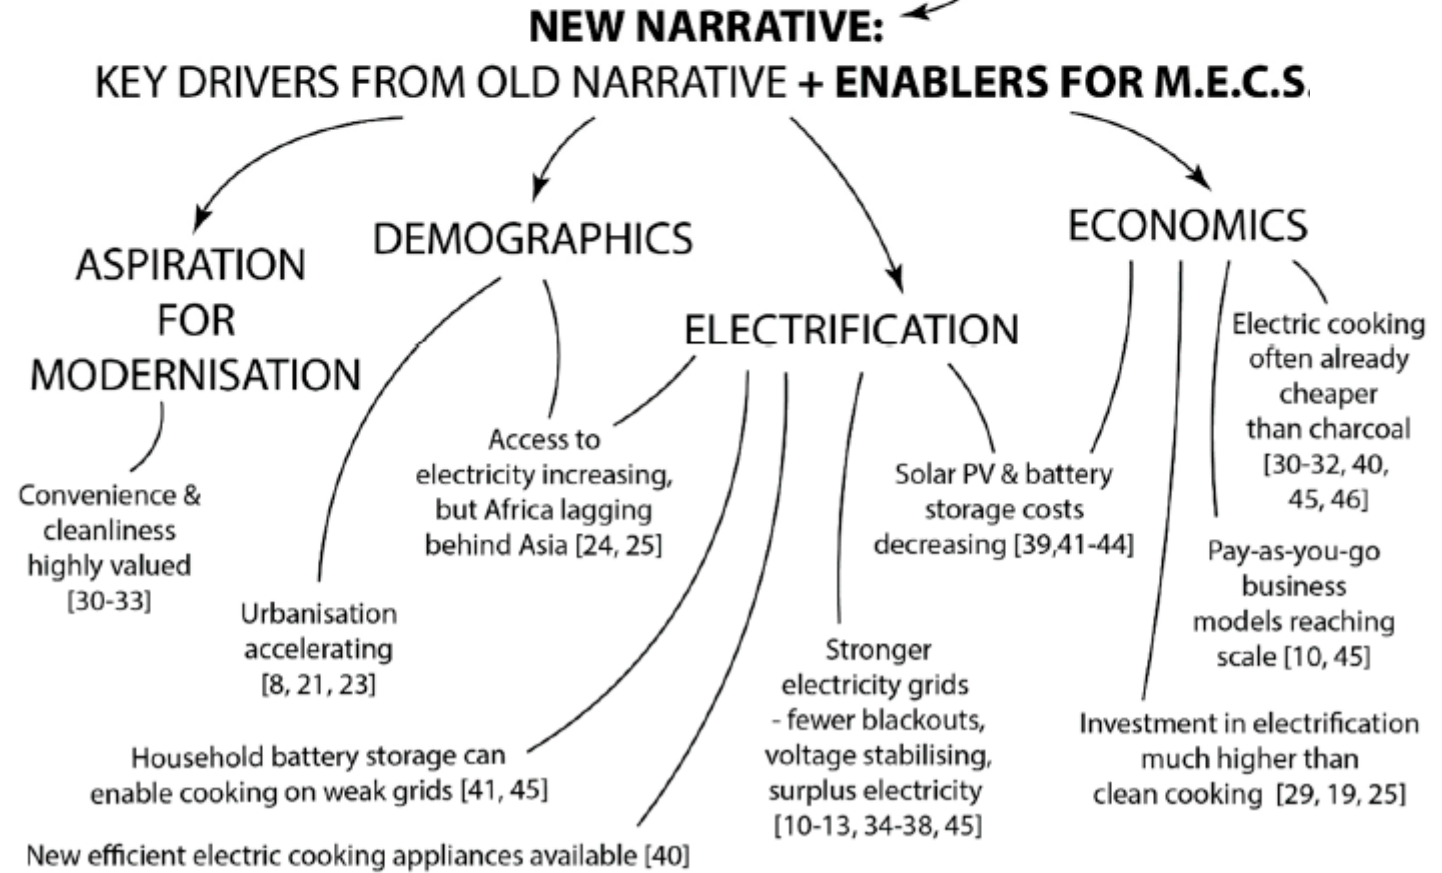 NEW NARRATIVE:
KEY DRIVERS FROM OLD NARRATIVE + ENABLERS FOR M.E.C.S.
ASPIRATION
FOR
MODERNISATION
Convenience &
cleanliness
highly valued
[30-33]
DEMOGRAPHICS
Urbanisation
accelerating
[8, 21, 23]
Access to
electricity increasing,
but Africa lagging
behind Asia [24, 25]
ELECTRIFICATION
Household battery storage can
enable cooking on weak grids [41, 45]
New efficient electric cooking appliances available [40]
Stronger
electricity grids
- fewer blackouts,
voltage stabilising,
surplus electricity
[10-13, 34-38, 45]
Solar PV & battery
storage costs
decreasing [39,41-44]
ECONOMICS
Electric cooking
often already
cheaper
than charcoal
[30-32, 40,
45, 46]
Pay-as-you-go
business
models reaching
scale [10, 45]
Investment in electrification
much higher than
clean cooking [29, 19, 25]